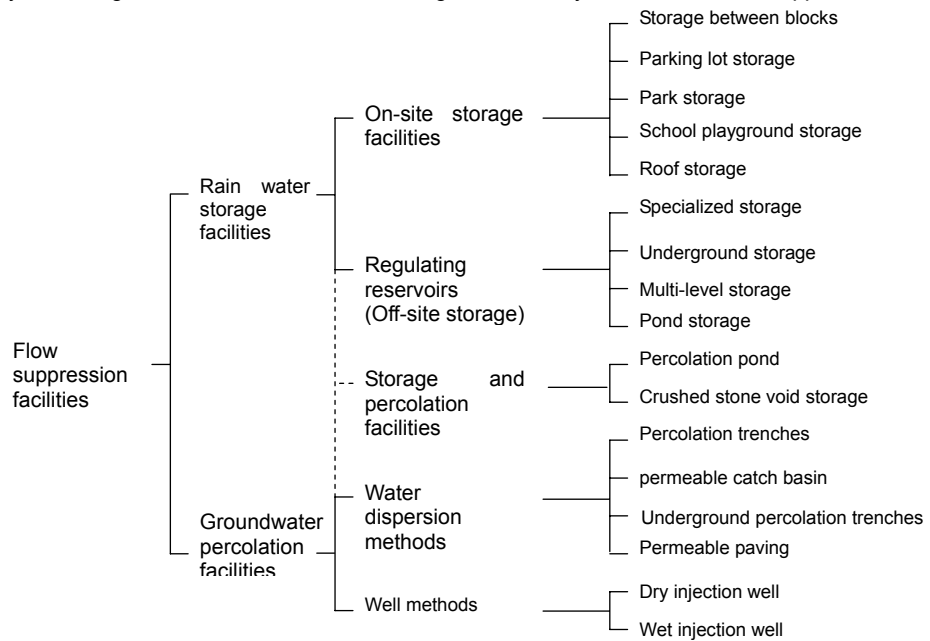 Storage between blocks
Parking lot storage
Park storage
On-site storage
facilities
School playground storage
Roof storage
Rain water
storage
facilities
Specialized storage
Regulating
reservoirs
(Off-site storage)
Underground storage
Multi-level storage
Pond storage
Flow
suppression
facilities
Storage and
percolation
facilities
Percolation pond
Crushed stone void storage
Percolation trenches
Water
dispersion
methods
permeable catch basin
Underground percolation trenches
Permeable paving
Groundwater
percolation
facilities
Well methods
Dry injection well
Wet injection well